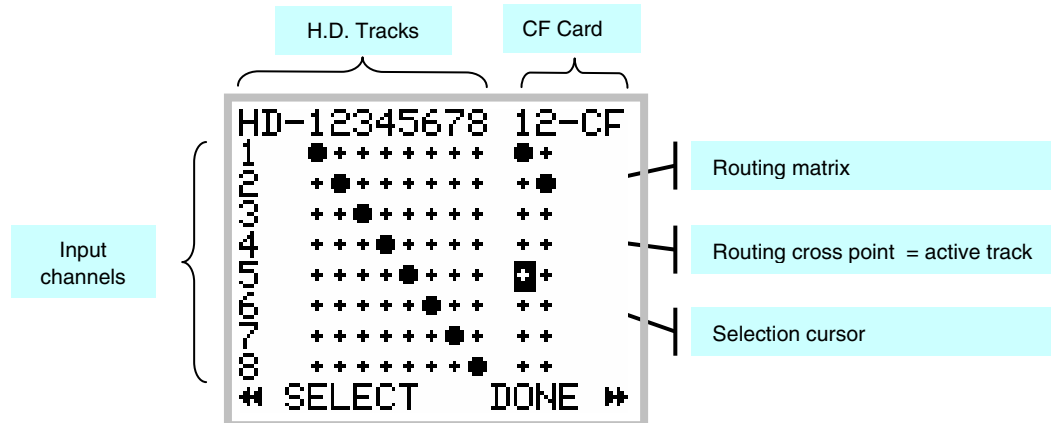 H.D. Tracks
CF Card
HD-12345678 12-CF
1
2
3
4
5
6
7
8
SELECT DONE
Input
channels
Routing matrix
Routing cross point = active track
Selection cursor